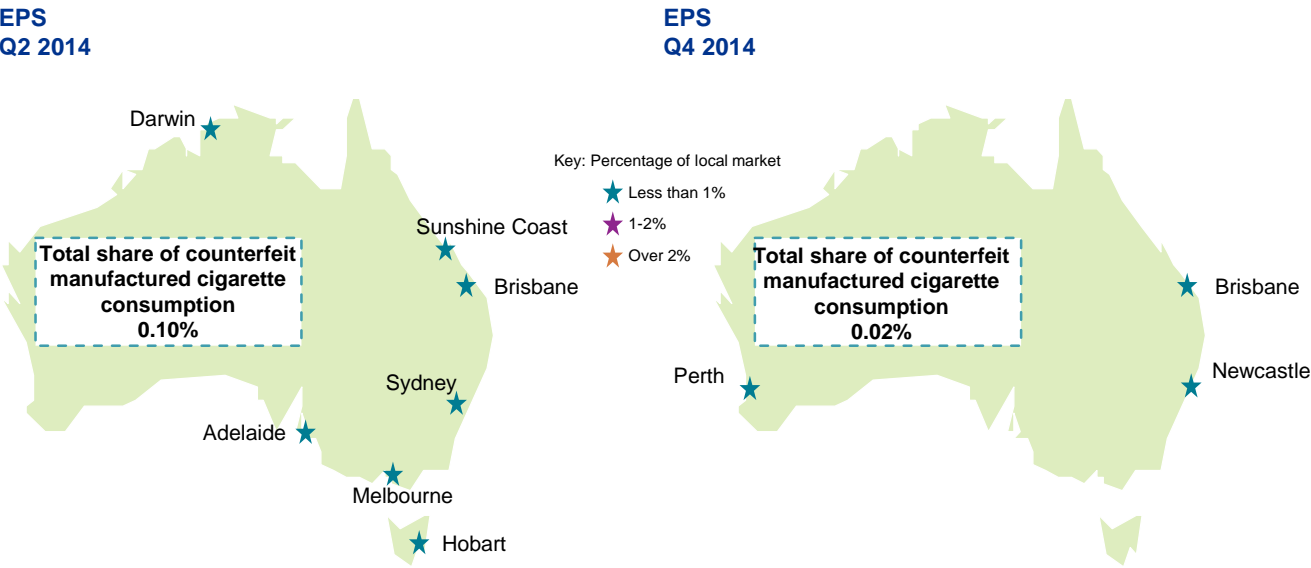 EPS
Q2 2014
EPS
Q4 2014
Darwin
Key: Percentage of local market
Less than 1%
1-2%
Over 2%
Sunshine Coast
Brisbane
Total share of counterfeit
manufactured cigarette
consumption
0.10%
Sydney
Adelaide
Melbourne
Hobart
Total share of counterfeit
manufactured cigarette
consumption
0.02%
Brisbane
Perth
Newcastle